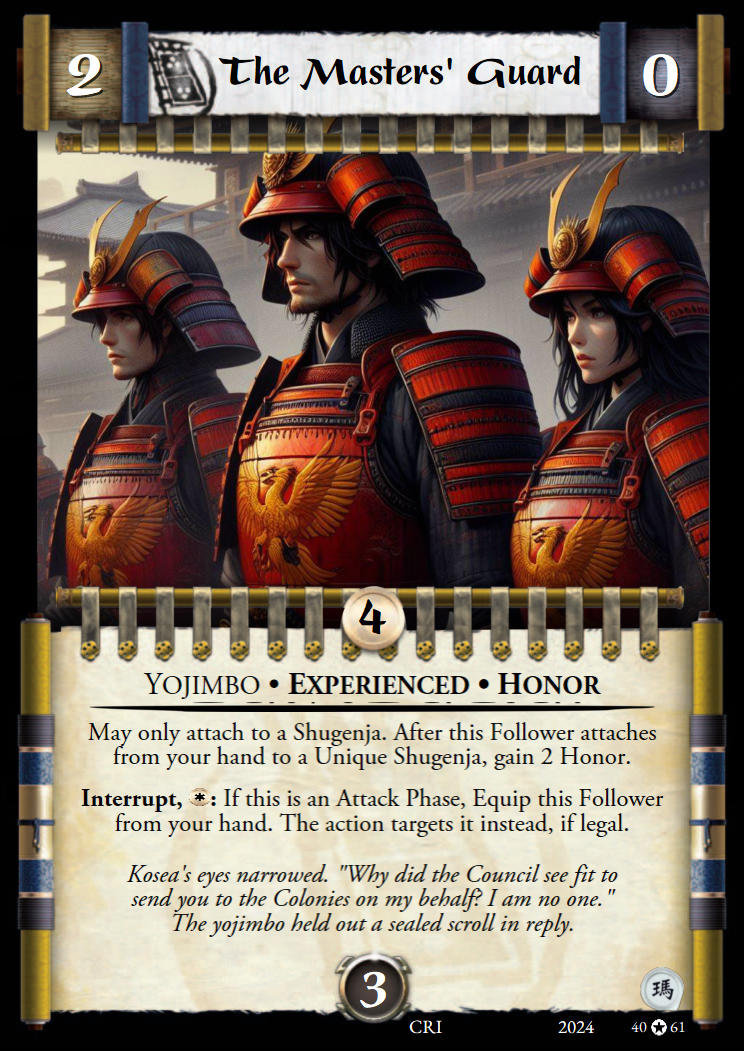 2
The Masters' Guard
0
4
Yojimbo • Experienced • Honor
May only attach to a Shugenja. After this Follower attaches
from your hand to a Unique Shugenja, gain 2 Honor.
Interrupt, *: If this is an Attack Phase, Equip this Follower
from your hand. The action targets it instead, if legal.
Kosea's eyes narrowed. "Why did the Council see fit to
send you to the Colonies on my behalf? I am no one."
The yojimbo held out a sealed scroll in reply.
3
瑪
CRI 2024 40 ✪ 61